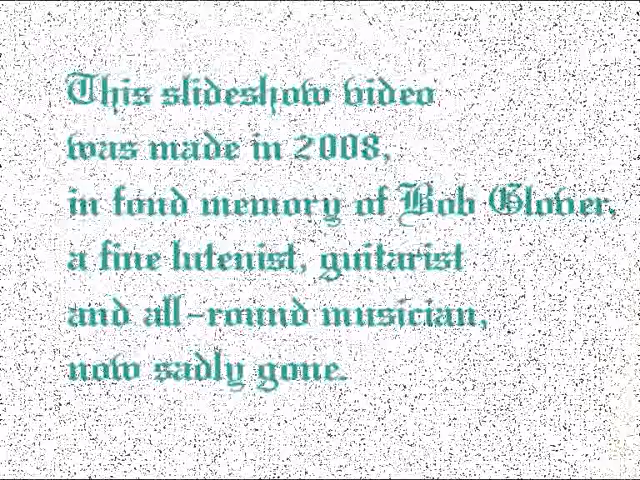 This slideshow video
was made in 2008,
in fond memory of Bob Glover,
a fine lutenist, guitarist
and all-round musician,
now sadly gone.